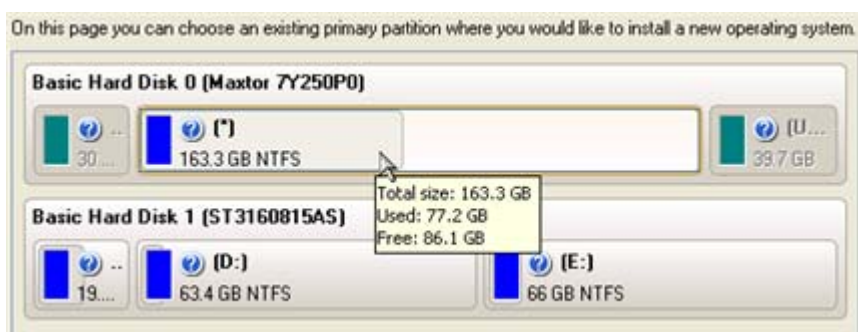 On this page you can choose an existing primary partition where you would like to install a new operating system.
Basic Hard Disk 0 (Maxtor 7Y250P0)
..
30 ...
(*)
163.3 GB NTFS
(U...
39.7 GB
Total size: 163.3 GB
Used: 77.2 GB
Free: 86.1 GB
Basic Hard Disk 1 (ST3160815AS)
..
19....
(D:)
63.4 GB NTFS
(E:)
66 GB NTFS